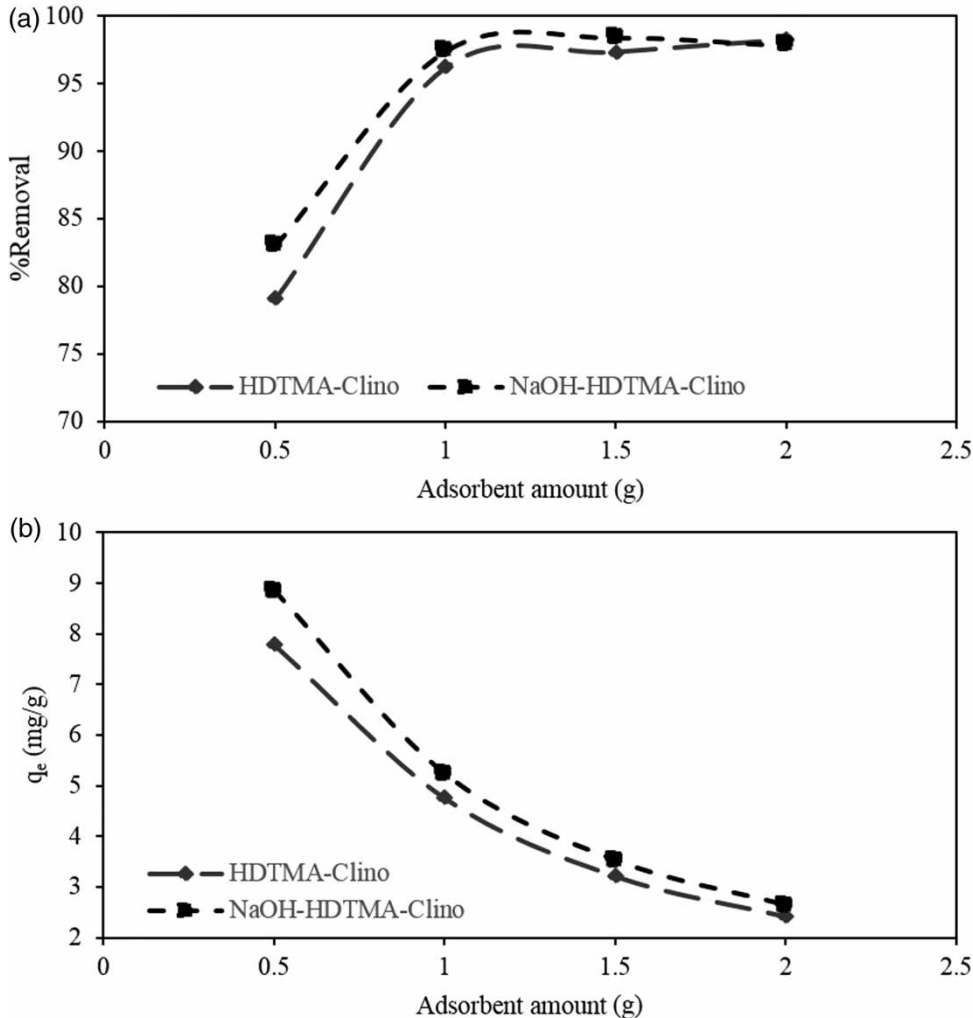 (a)
100
95
90
85
80
75
70
%Removal
HDTMA-Clino NaOH-HDTMA-Clino
0 0.5 1 1.5 2 2.5
Adsorbent amount (g)
(b)
10
9
8
7
6
5
4
3
2
qe (mg/g)
HDTMA-Clino
NaOH-HDTMA-Clino
0 0.5 1 1.5 2 2.5
Adsorbent amount (g)